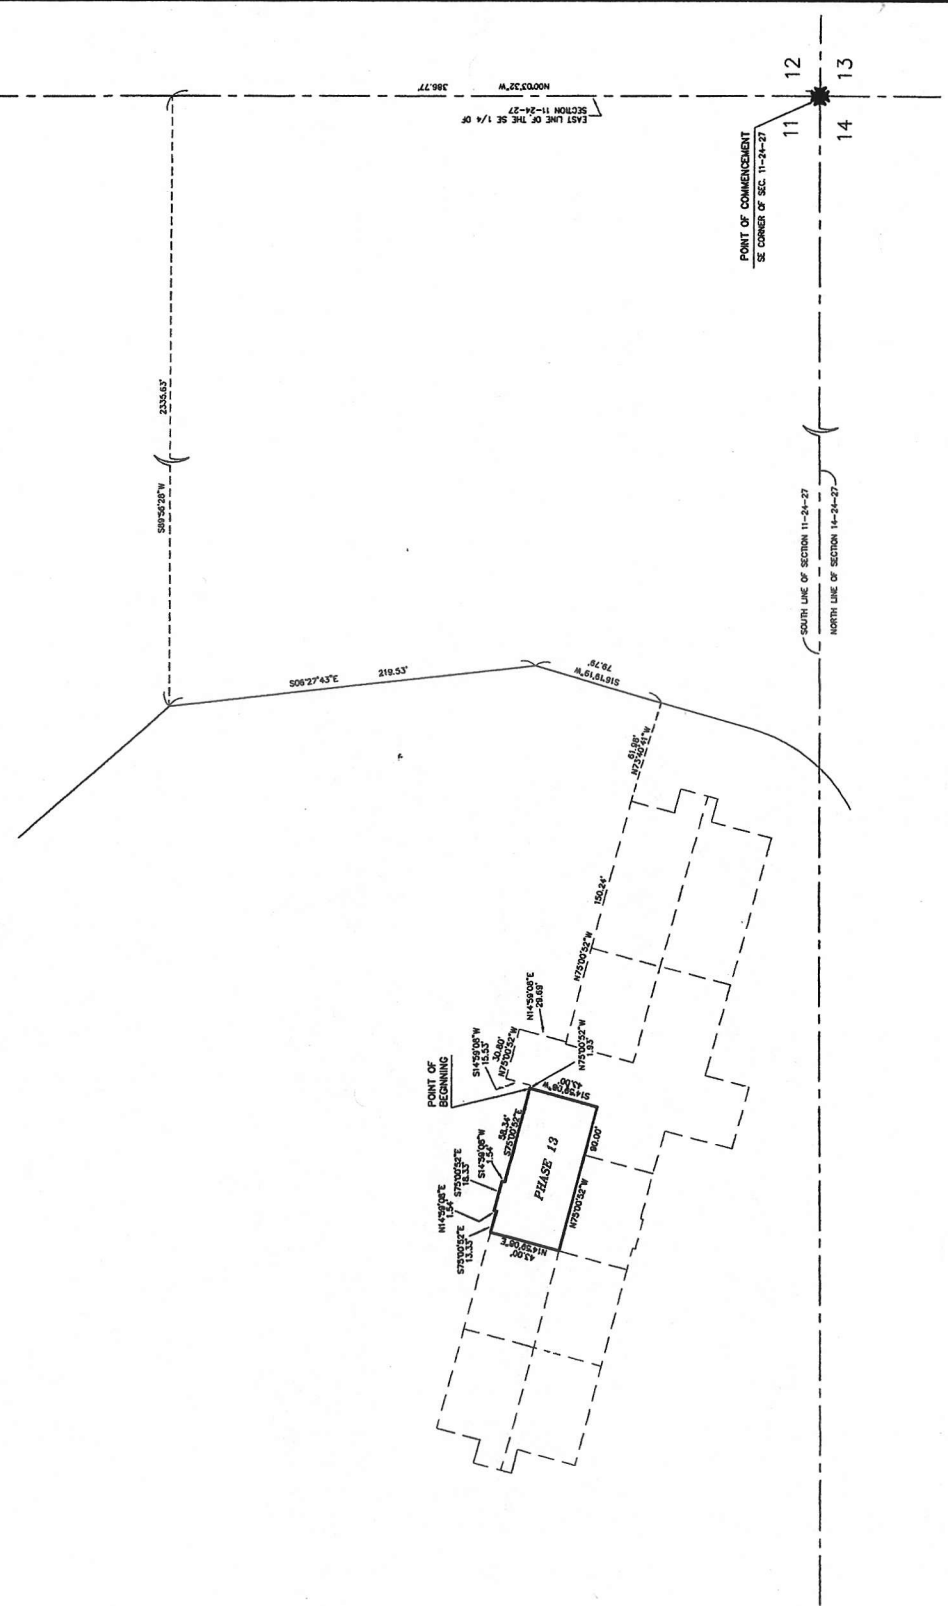 N00°03'32"W
386.77'
EAST LINE OF THE SE 1/4 OF
SECTION 11-24-27
12
13
11
14
POINT OF COMMENCEMENT
SE CORNER OF SEC. 11-24-27
2335.63'
S89°56'28"W
SOUTH LINE OF SECTION 11-24-27
NORTH LINE OF SECTION 14-24-27
S06°27'43"E
219.53'
S16°19'19"W
79.79'
61.98'
N73°40'41"W
150.24'
N75°00'52"W
N14°59'08"E
29.69'
S14°59'08"W
15.53'
30.80'
N75°00'52"W
N75°00'52"W
1.93'
POINT OF
BEGINNING
S14°59'08"W
43.00'
58.34'
S75°00'52"E
S14°59'08"W
1.54'
S75°00'52"E
18.33'
N14°59'08"E
1.54'
S75°00'52"E
13.33'
PHASE 13
90.00'
N75°00'52"W
N14°59'08"E
43.00'